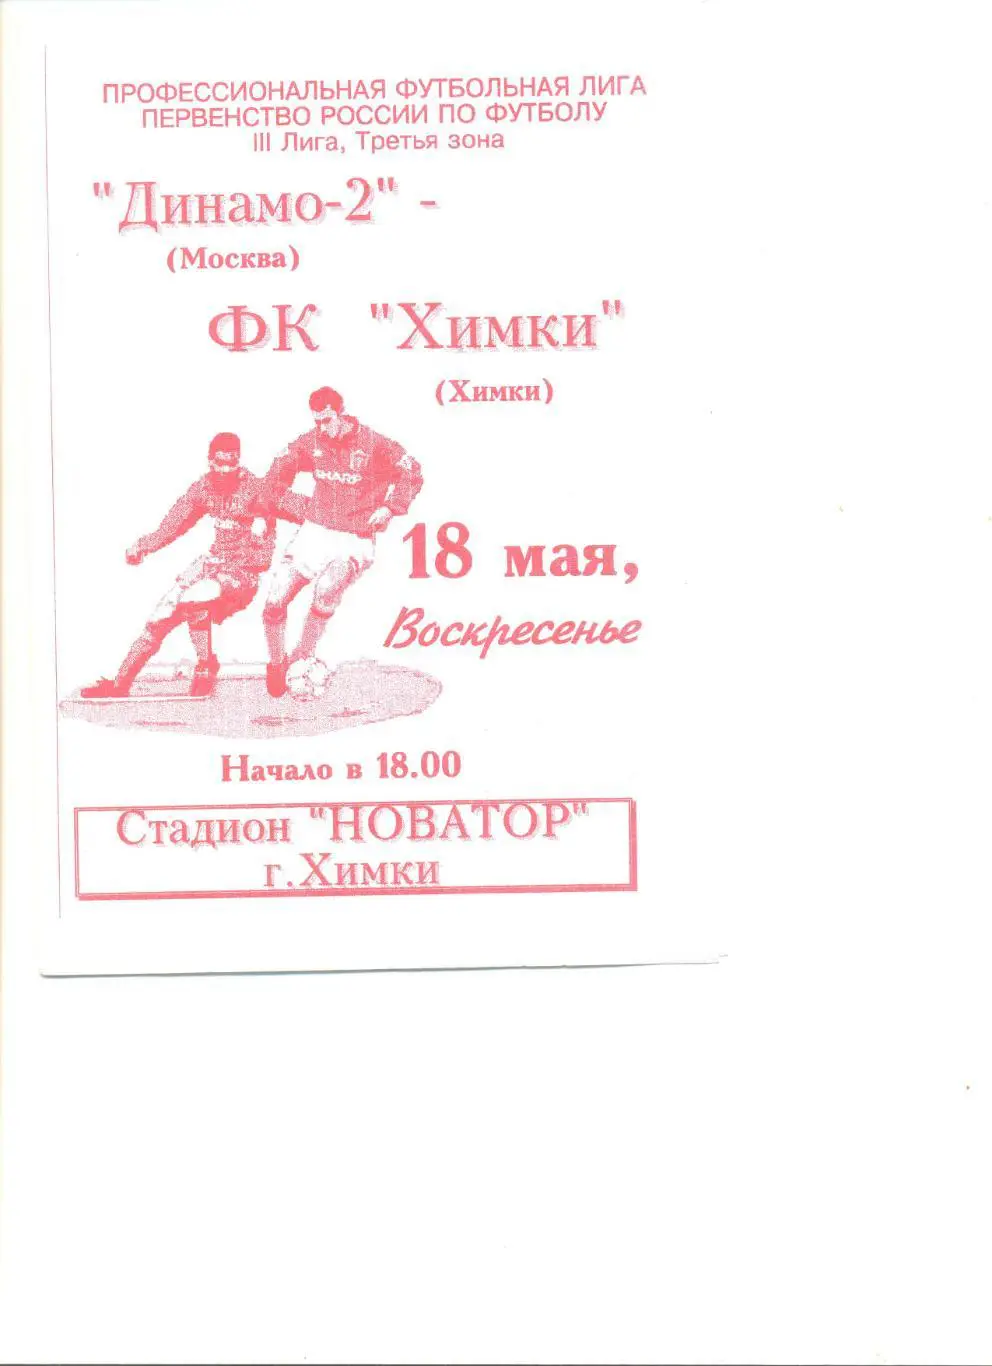 ПРОФЕССИОНАЛЬНАЯ ФУТБОЛЬНАЯ ЛИГА
ПЕРВЕНСТВО РОССИИ ПО ФУТБОЛУ
III Лига, Третья зона
"Динамо-2" -
(Москва)
ФК "Химки"
(Химки)
SHARP
18 мая,
Воскресенье
Начало в 18.00
Стадион "НОВАТОР"
г.Химки